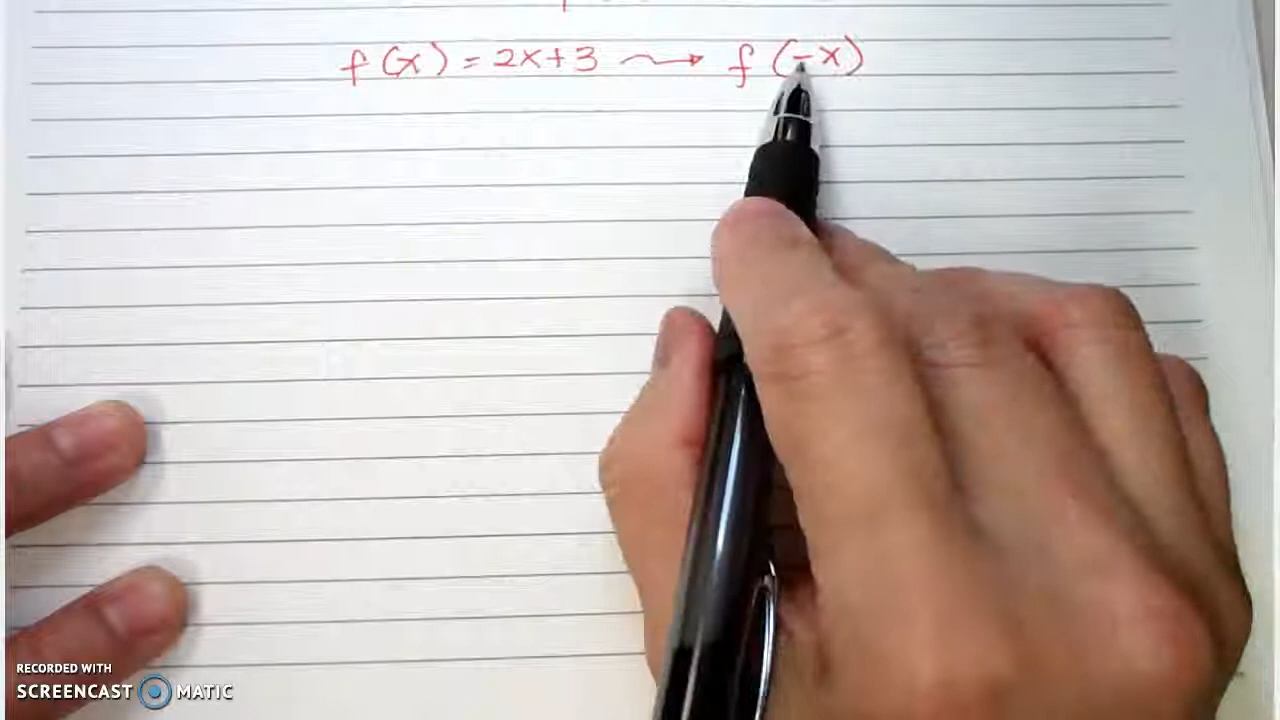 f(x) = 2x+3 ⇝ f(-x)
RECORDED WITH
SCREENCAST MATIC